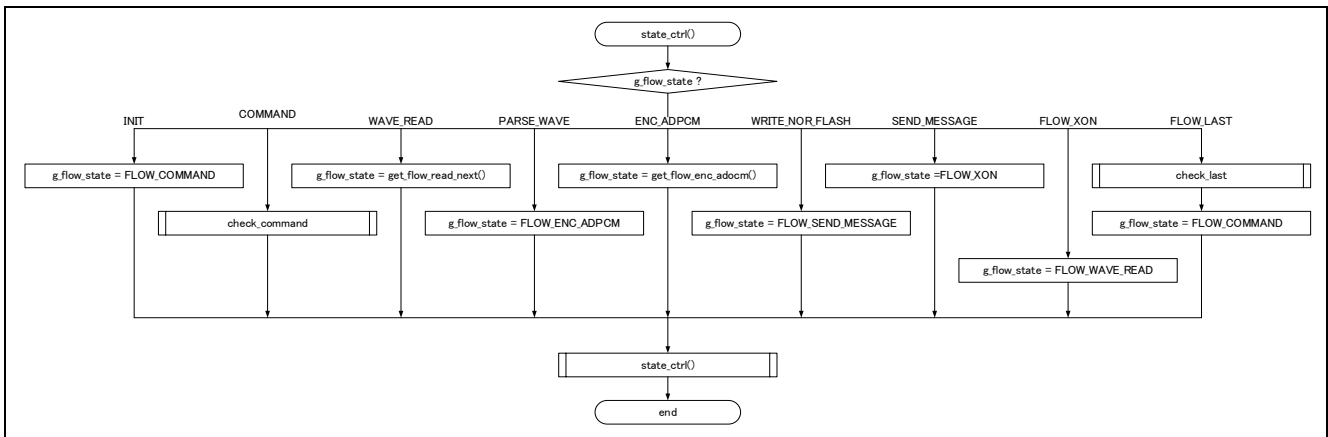 state_ctrl()
g_flow_state ?
INIT
COMMAND
WAVE_READ
PARSE_WAVE
ENC_ADPCM
WRITE_NOR_FLASH
SEND_MESSAGE
FLOW_XON
FLOW_LAST
g_flow_state = FLOW_COMMAND
g_flow_state = get_flow_read_next()
g_flow_state = get_flow_enc_adocm()
g_flow_state =FLOW_XON
check_last
check_command
g_flow_state = FLOW_ENC_ADPCM
g_flow_state = FLOW_SEND_MESSAGE
g_flow_state = FLOW_COMMAND
g_flow_state = FLOW_WAVE_READ
state_ctrl()
end